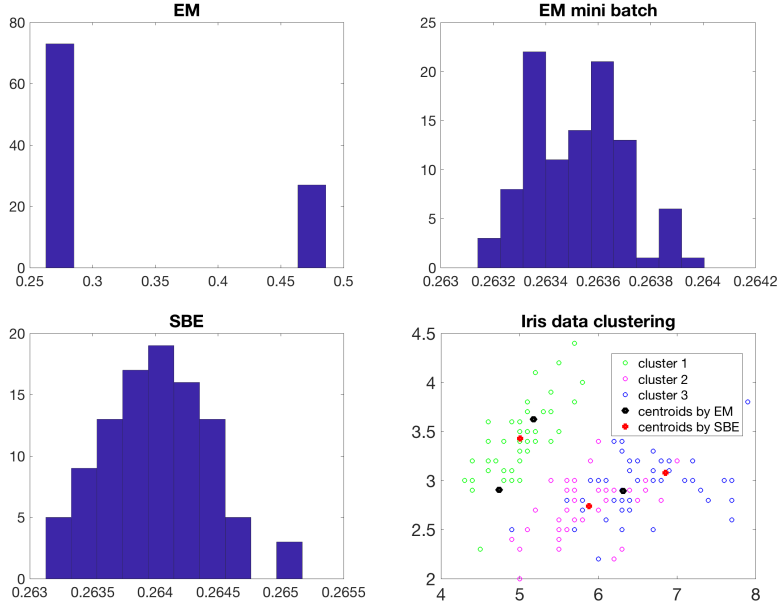 EM
80
60
40
20
0
0.25 0.3 0.35 0.4 0.45 0.5
EM mini batch
25
20
15
10
5
0
0.263 0.2632 0.2634 0.2636 0.2638 0.264 0.2642
SBE
20
15
10
5
0
0.263 0.2635 0.264 0.2645 0.265 0.2655
Iris data clustering
4.5
4
3.5
3
2.5
2
4 5 6 7 8
cluster 1
cluster 2
cluster 3
centroids by EM
centroids by SBE